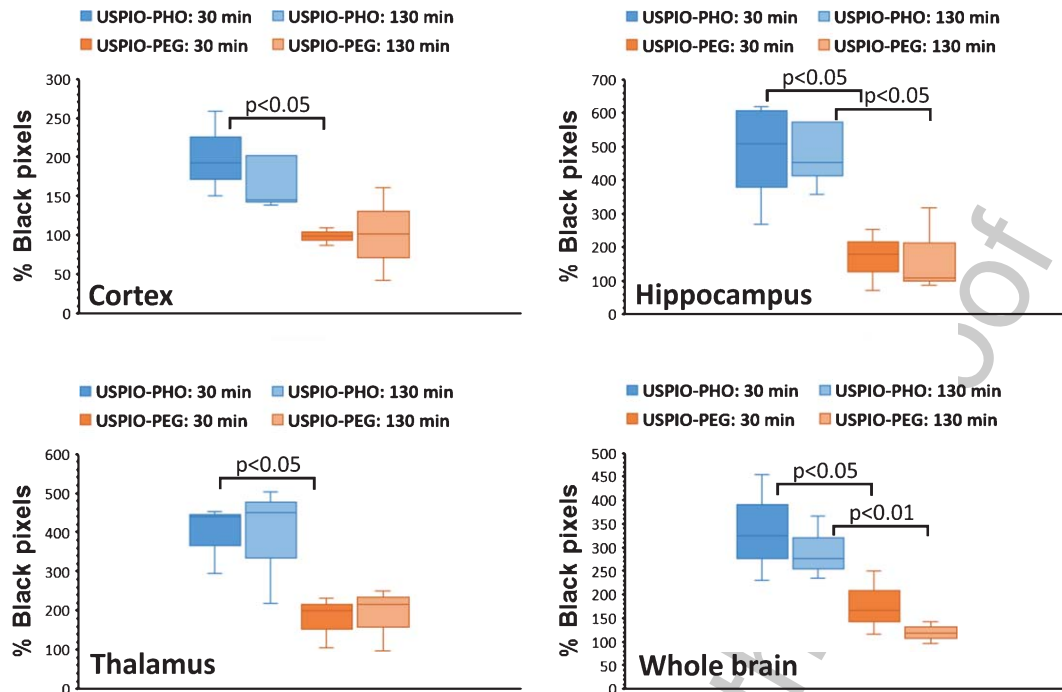 USPIO-PHO: 30 min USPIO-PHO: 130 min
USPIO-PEG: 30 min USPIO-PEG: 130 min
% Black pixels
300
250
200
150
100
50
0
p<0.05
Cortex
USPIO-PHO: 30 min USPIO-PHO: 130 min
USPIO-PEG: 30 min USPIO-PEG: 130 min
% Black pixels
700
600
500
400
300
200
100
0
p<0.05
p<0.05
Hippocampus
USPIO-PHO: 30 min USPIO-PHO: 130 min
USPIO-PEG: 30 min USPIO-PEG: 130 min
% Black pixels
600
500
400
300
200
100
0
p<0.05
Thalamus
USPIO-PHO: 30 min USPIO-PHO: 130 min
USPIO-PEG: 30 min USPIO-PEG: 130 min
% Black pixels
500
450
400
350
300
250
200
150
100
50
0
p<0.05
p<0.01
Whole brain